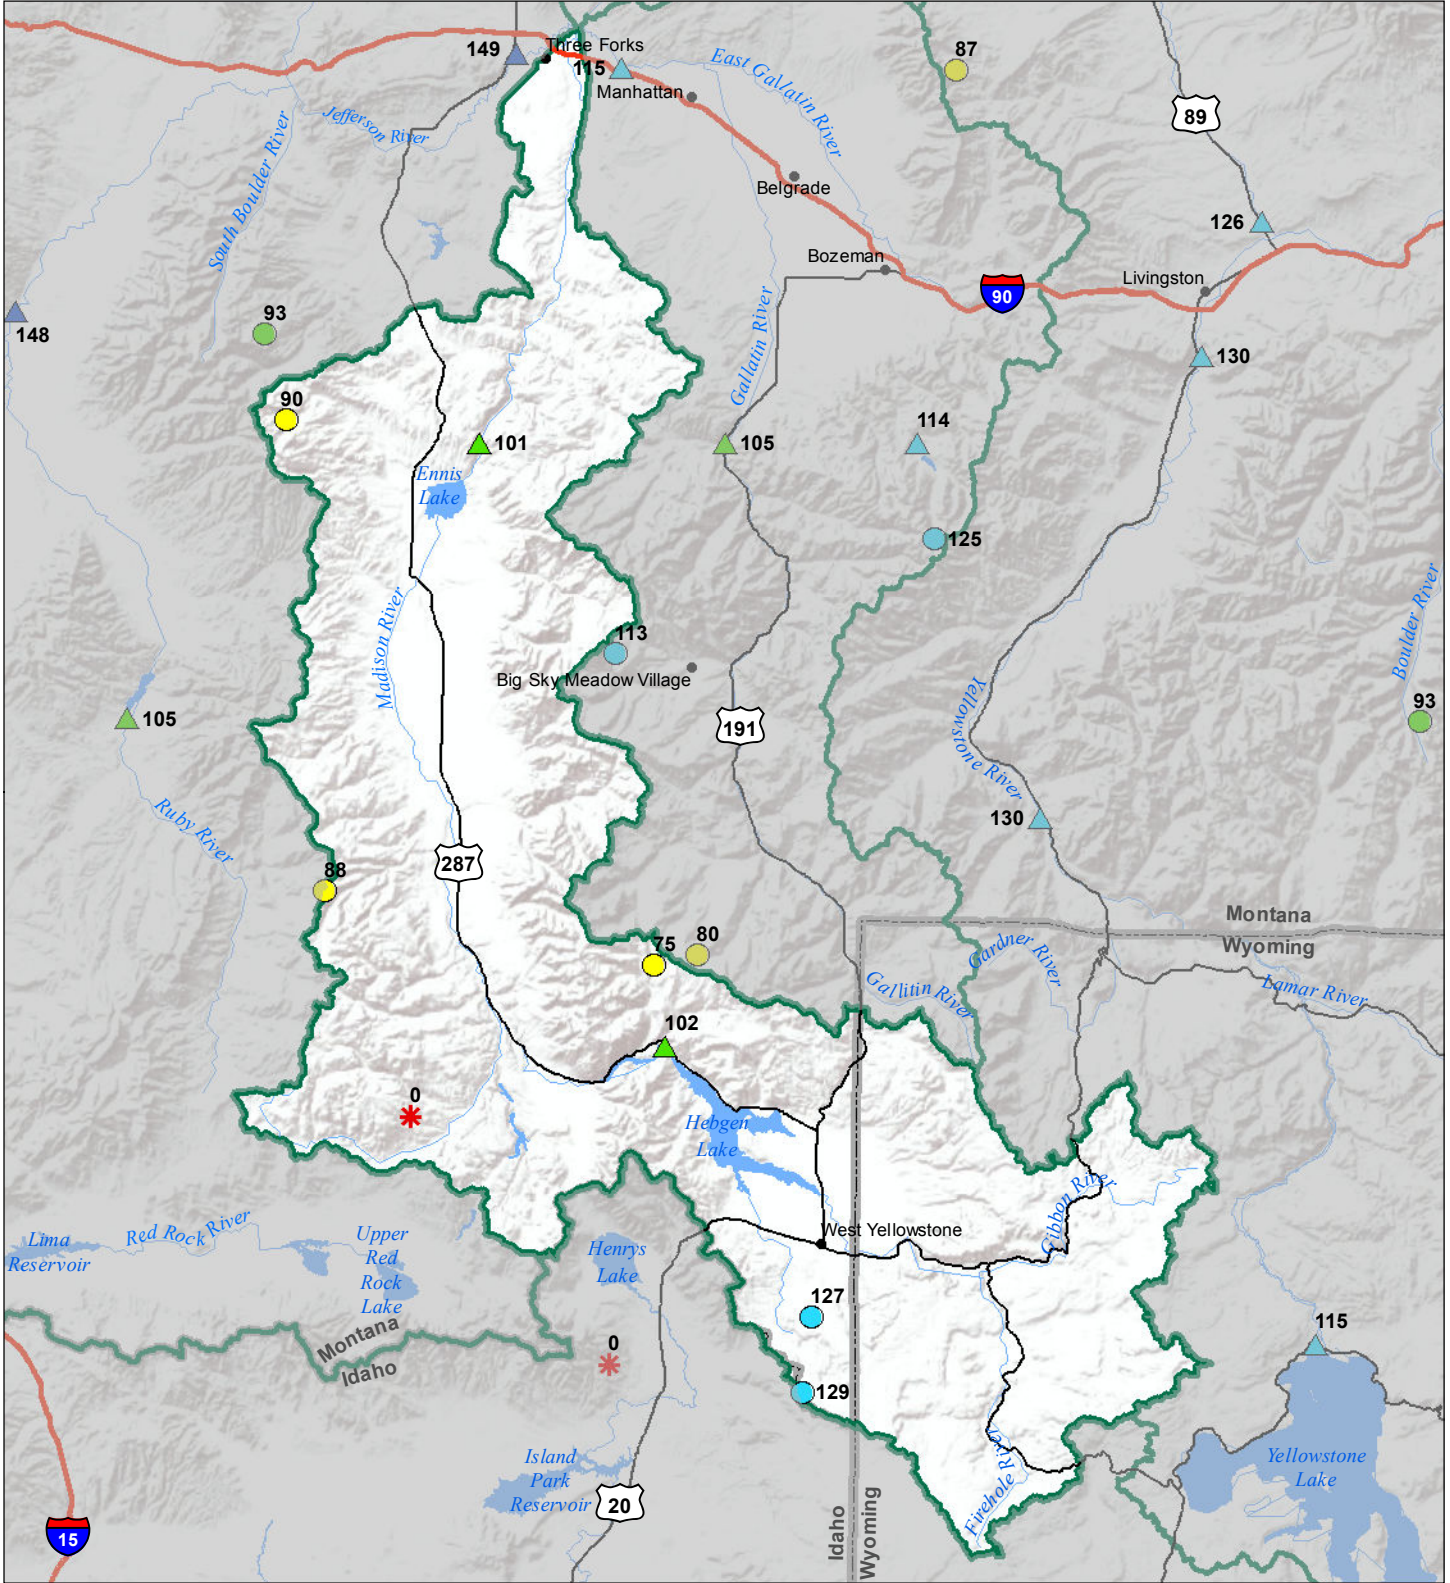 149
Three Forks
115
Manhattan
87
East Gallatin River
89
Jefferson River
South Boulder River
Belgrade
126
Bozeman
Livingston
90
148
93
Gallatin River
130
90
101
105
114
Ennis
Lake
125
Madison River
113
Big Sky Meadow Village
Boulder River
93
105
191
Yellowstone River
Ruby River
130
287
88
75
80
Montana
Wyoming
Gardner River
Gallitin River
Lamar River
102
0
Hebgen
Lake
Gibbon River
Lima
Reservoir
Red Rock River
Upper
Red
Rock
Lake
Henrys
Lake
West Yellowstone
127
Montana
Idaho
0
129
115
Island
Park
Reservoir
20
Firehole River
Yellowstone
Lake
Idaho
Wyoming
15